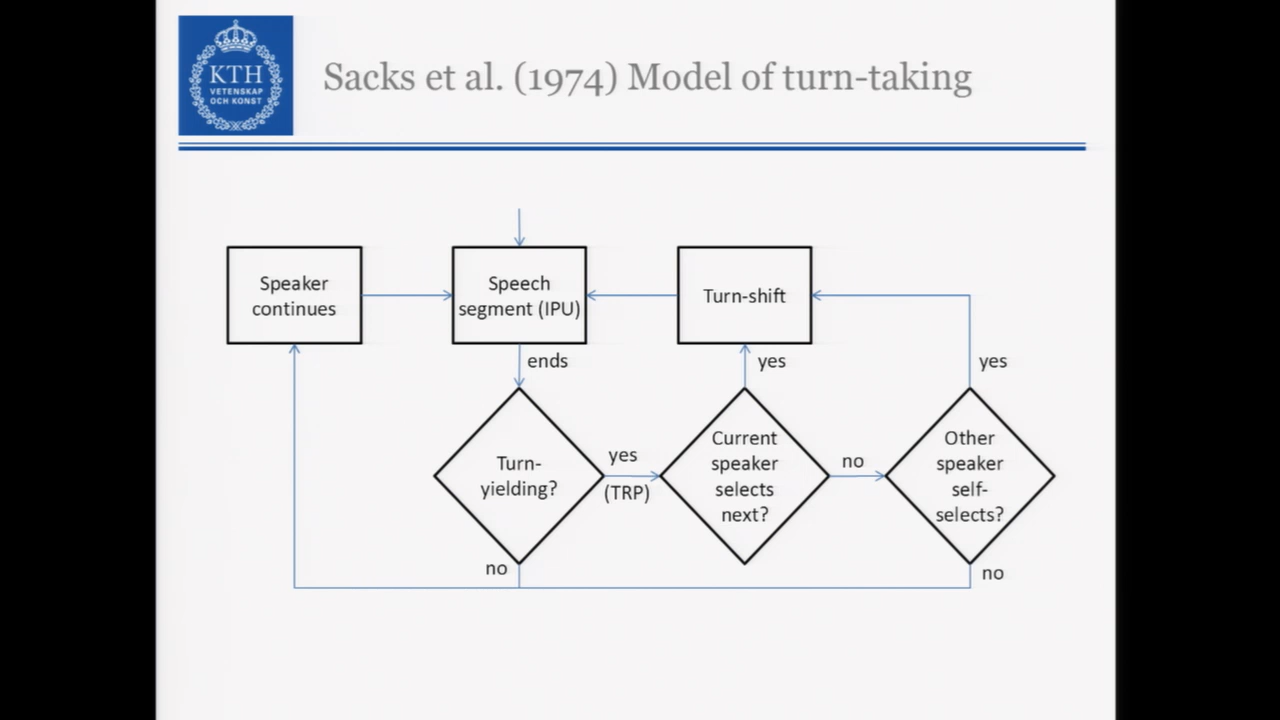 KTH
VETENSKAP
OCH KONST
Sacks et al. (1974) Model of turn-taking
Speaker
continues
Speech
segment (IPU)
Turn-shift
ends
yes
yes
Turn-
yielding?
yes
(TRP)
Current
speaker
selects
next?
no
Other
speaker
self-
selects?
no
no